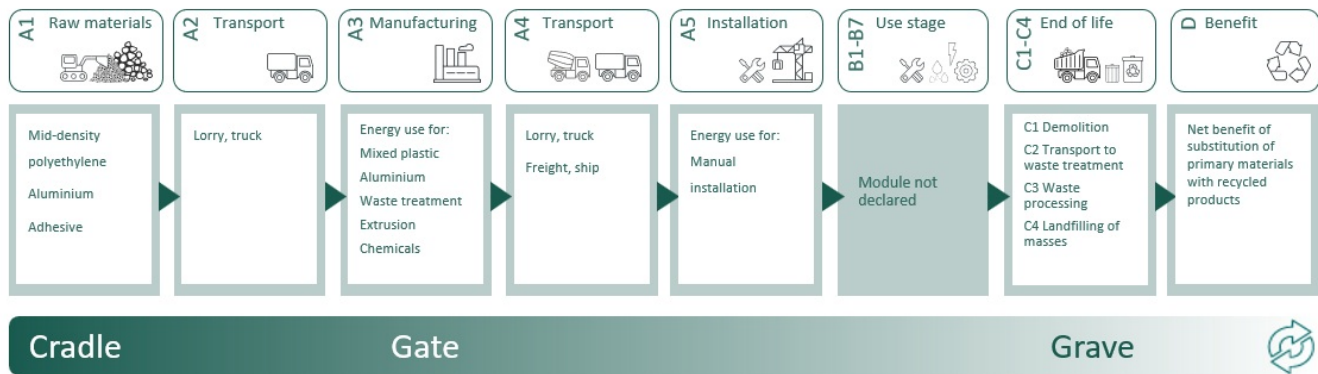 A1
Raw materials
A2
Transport
A3
Manufacturing
A4
Transport
A5
Installation
B1-B7
Use stage
C1-C4
End of life
D
Benefit
Mid-density
polyethylene
Aluminium
Adhesive
Lorry, truck
Energy use for:
Mixed plastic
Aluminium
Waste treatment
Extrusion
Chemicals
Lorry, truck
Freight, ship
Energy use for:
Manual
installation
Module not
declared
C1 Demolition
C2 Transport to
waste treatment
C3 Waste
processing
C4 Landfilling of
masses
Net benefit of
substitution of
primary materials
with recycled
products
Cradle
Gate
Grave